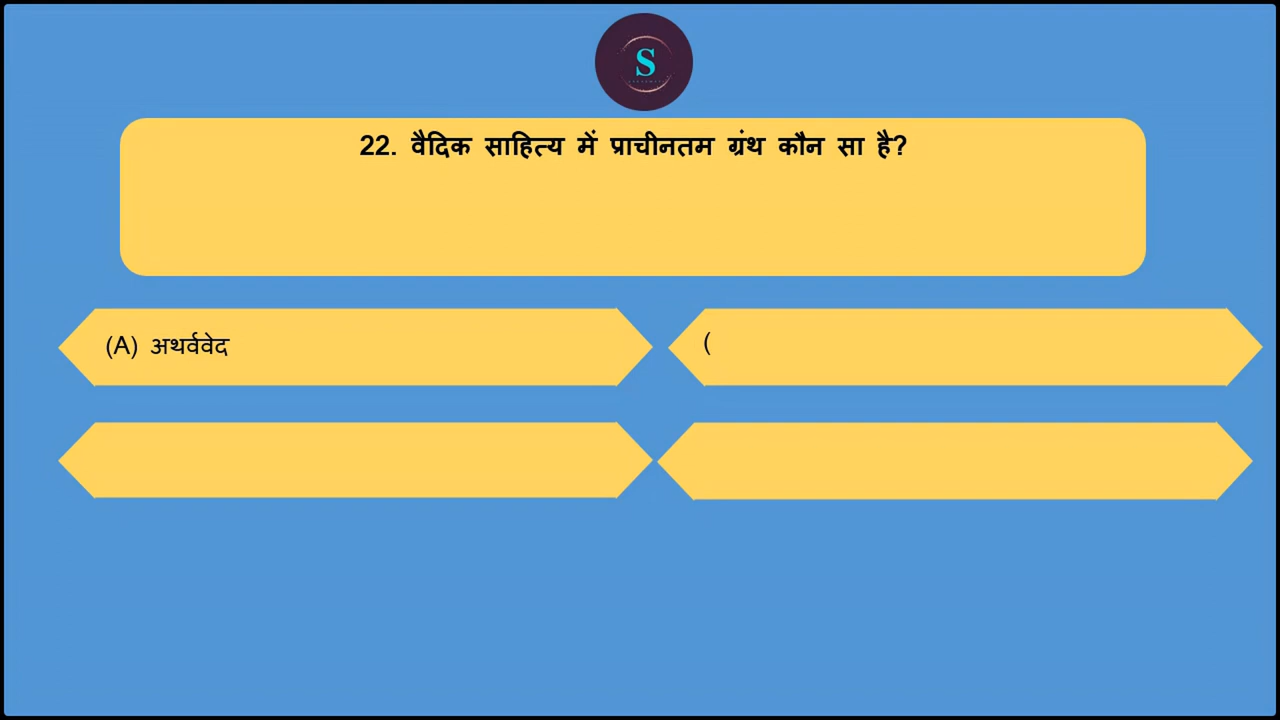 S
22. वैदिक साहित्य में प्राचीनतम ग्रंथ कौन सा है?
(A) अथर्ववेद
(